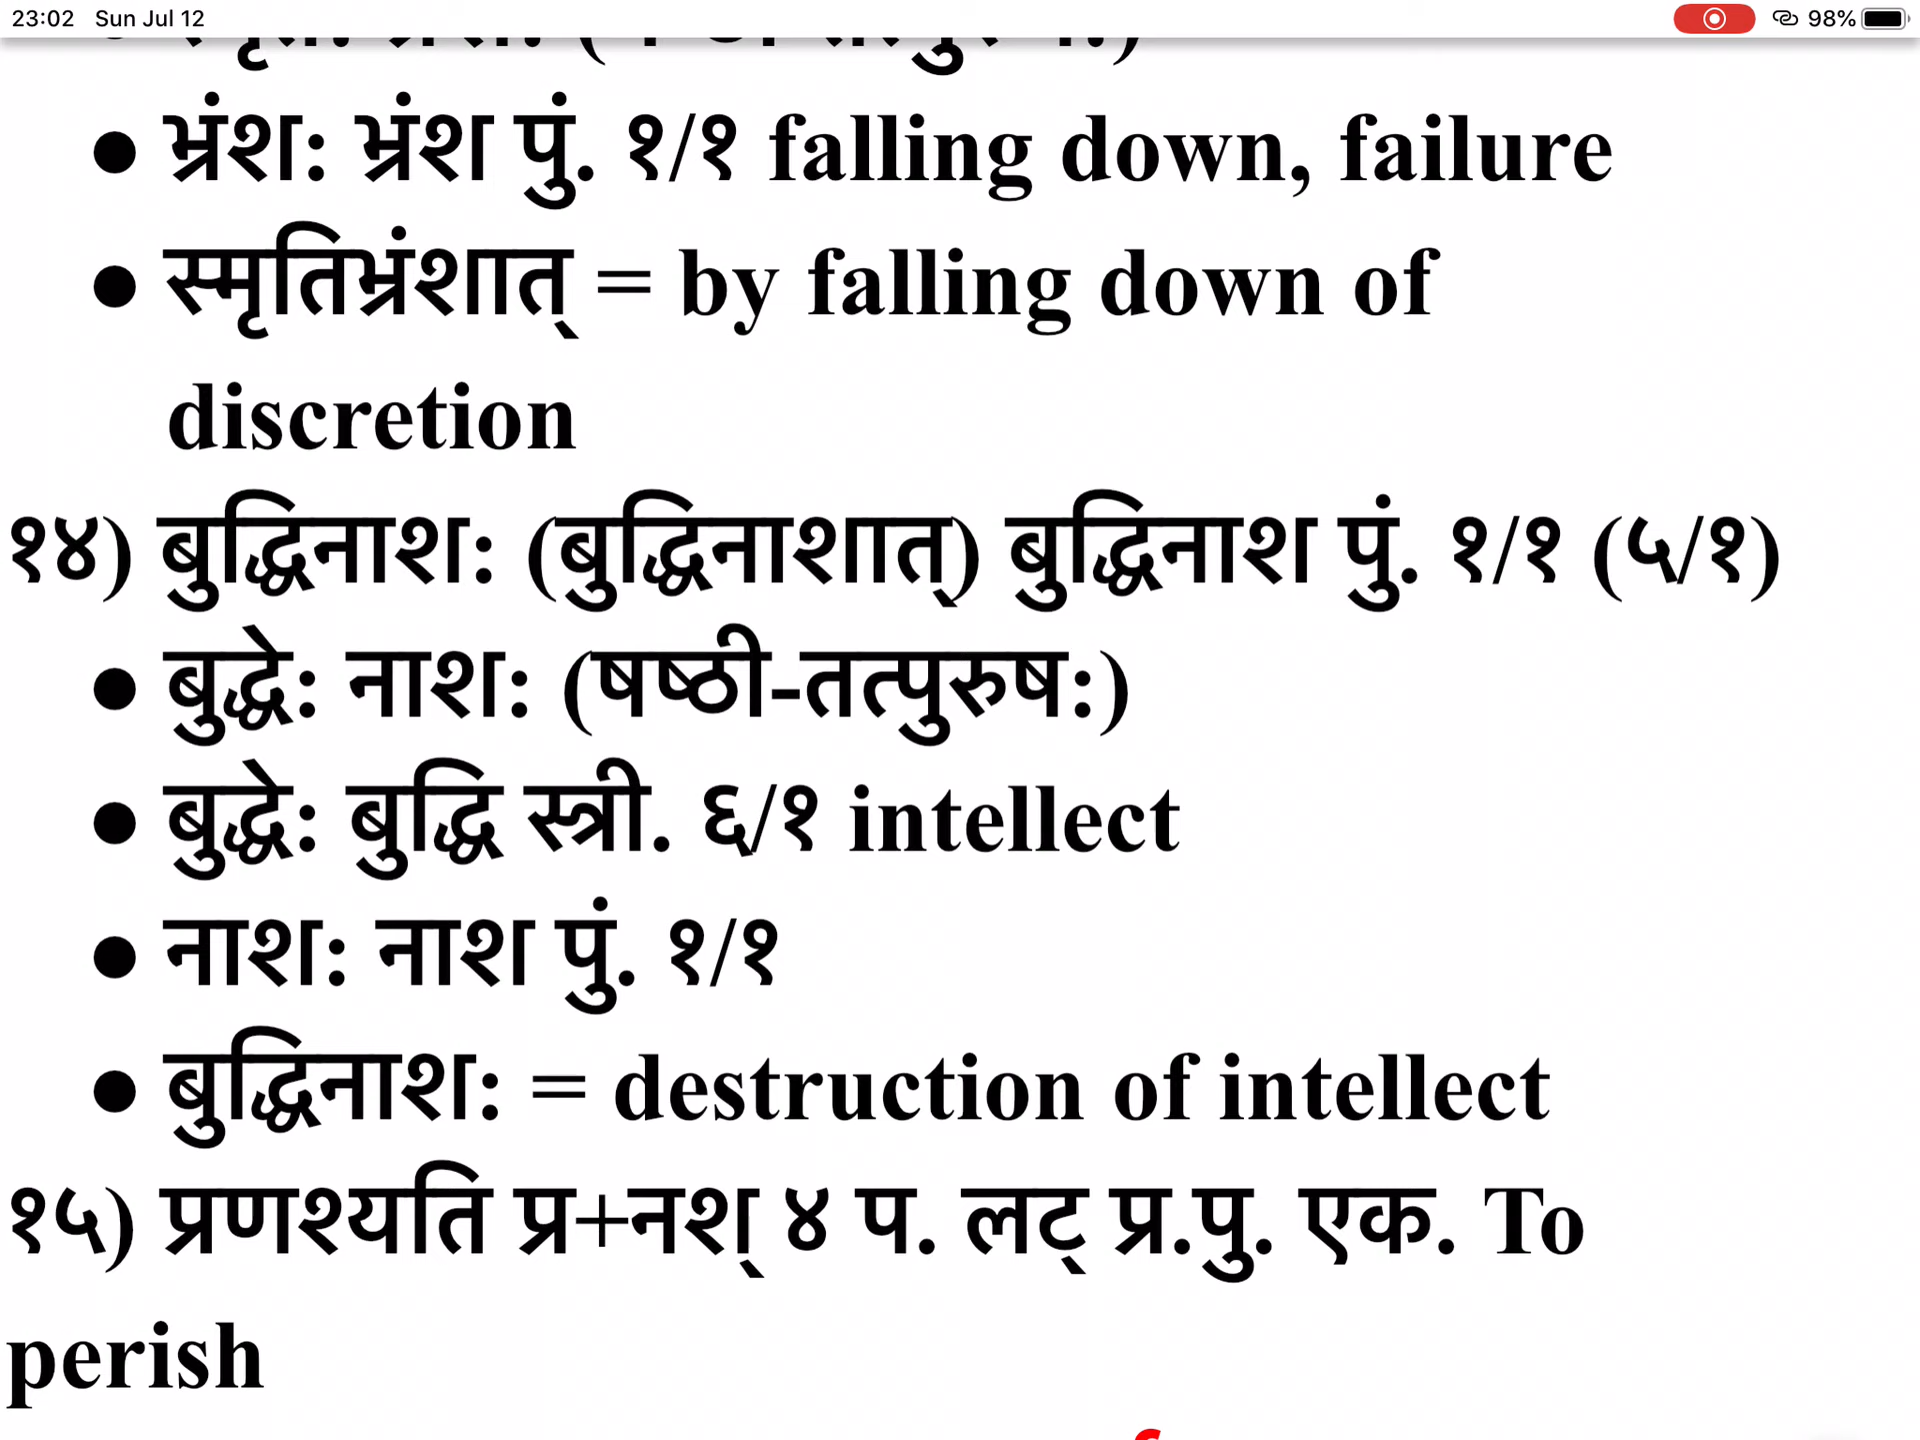 23:02 Sun Jul 12 98%
● भ्रंश: भ्रंश पुं. १/१ falling down, failure
● स्मृतिभ्रंशात् = by falling down of
discretion
१४) बुद्धिनाश: (बुद्धिनाशात्) बुद्धिनाश पुं. १/१ (५/१)
● बुद्धे: नाश: (षष्ठी-तत्पुरुष:)
● बुद्धे: बुद्धि स्त्री. ६/१ intellect
● नाश: नाश पुं. १/१
● बुद्धिनाश: = destruction of intellect
१५) प्रणश्यति प्र+नश् ४ प. लट् प्र.पु. एक. To
perish